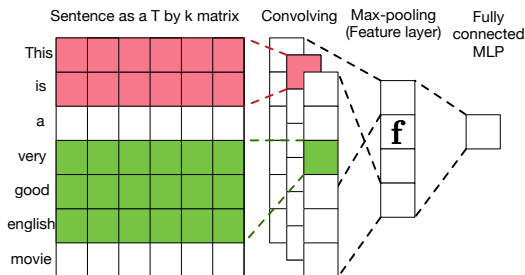 Sentence as a T by k matrix
Convolving
Max-pooling
(Feature layer)
Fully
connected
MLP
This
is
a
very
good
english
movie
f